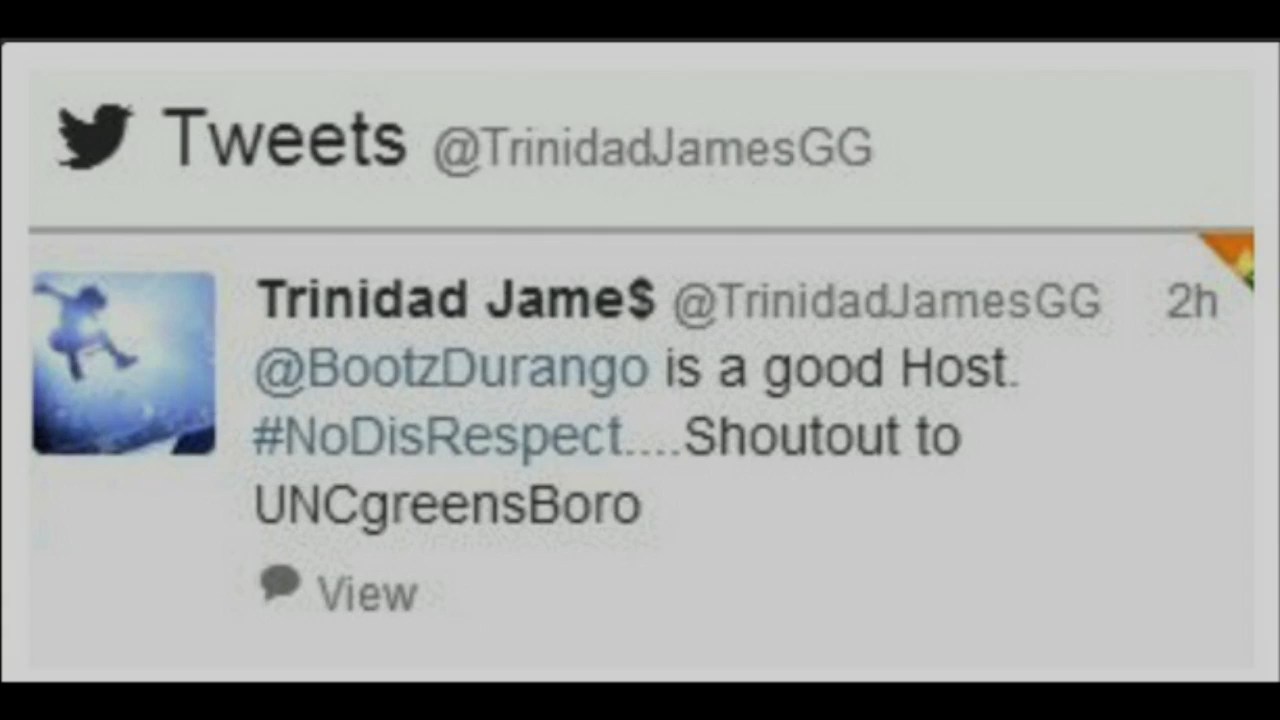 Tweets @TrinidadJamesGG
Trinidad Jame$ @TrinidadJamesGG 2h
@BootzDurango is a good Host.
#NoDisRespect....Shoutout to
UNCgreensBoro
View